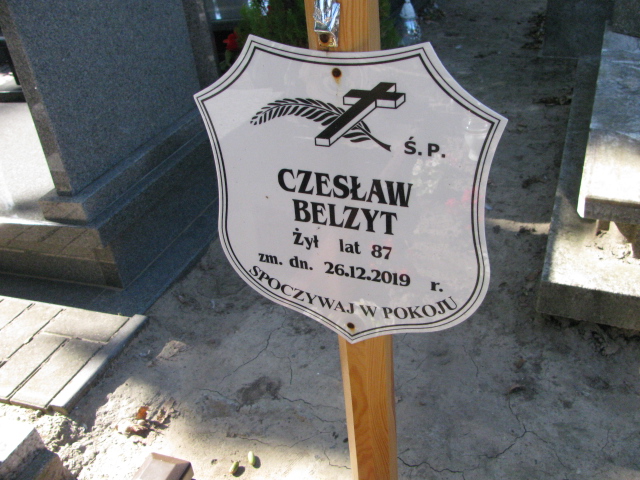 Ś.P.
CZESŁAW
BELZYT
Żył lat 87
zm. dn. 26.12.2019 r.
SPOCZYWAJ W POKOJU